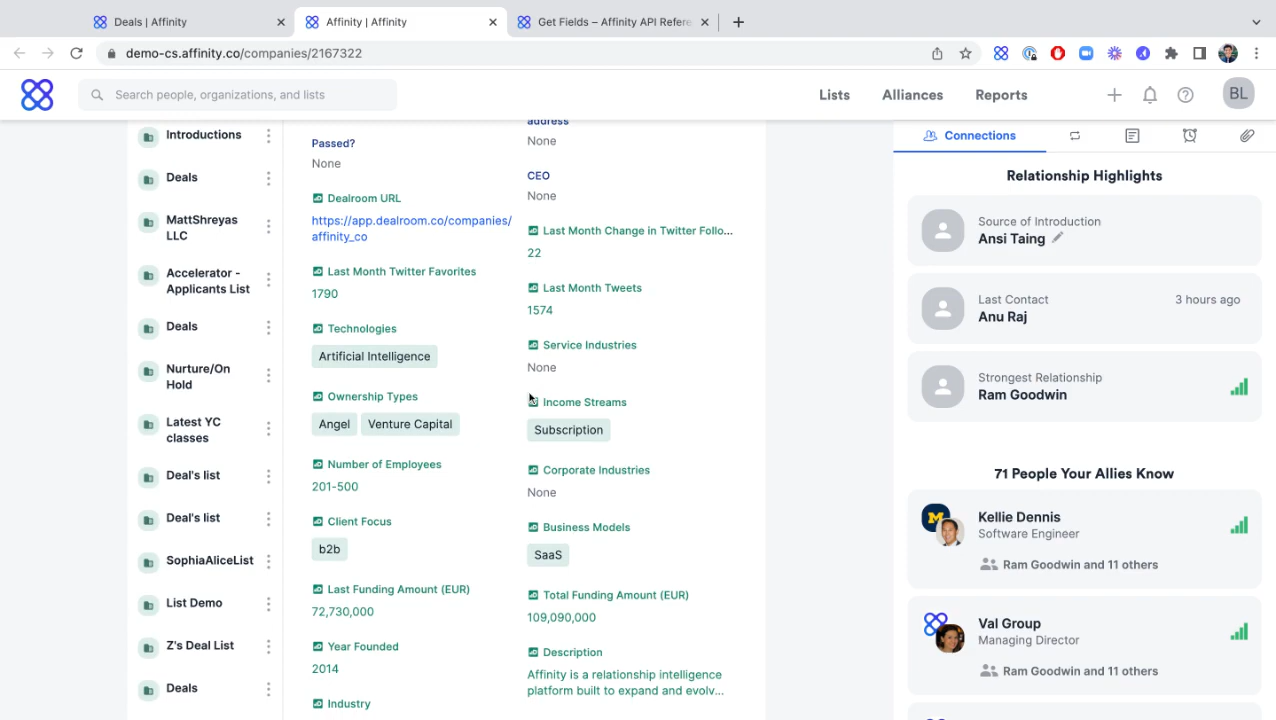 Deals | Affinity
Affinity | Affinity
Get Fields – Affinity API Refere
demo-cs.affinity.co/companies/2167322
Search people, organizations, and lists
Lists
Alliances
Reports
BL
Introductions
Deals
MattShreyas
LLC
Accelerator -
Applicants List
Deals
Nurture/On
Hold
Latest YC
classes
Deal's list
Deal's list
SophiaAliceList
List Demo
Z's Deal List
Deals
Passed?
None
Dealroom URL
https://app.dealroom.co/companies/
affinity_co
Last Month Twitter Favorites
1790
Technologies
Artificial Intelligence
Ownership Types
Angel
Venture Capital
Number of Employees
201-500
Client Focus
b2b
Last Funding Amount (EUR)
72,730,000
Year Founded
2014
Industry
address
None
CEO
None
Last Month Change in Twitter Follo...
22
Last Month Tweets
1574
Service Industries
None
Income Streams
Subscription
Corporate Industries
None
Business Models
SaaS
Total Funding Amount (EUR)
109,090,000
Description
Affinity is a relationship intelligence
platform built to expand and evolv...
Connections
Relationship Highlights
Source of Introduction
Ansi Taing
Last Contact
3 hours ago
Anu Raj
Strongest Relationship
Ram Goodwin
71 People Your Allies Know
M
Kellie Dennis
Software Engineer
Ram Goodwin and 11 others
Val Group
Managing Director
Ram Goodwin and 11 others